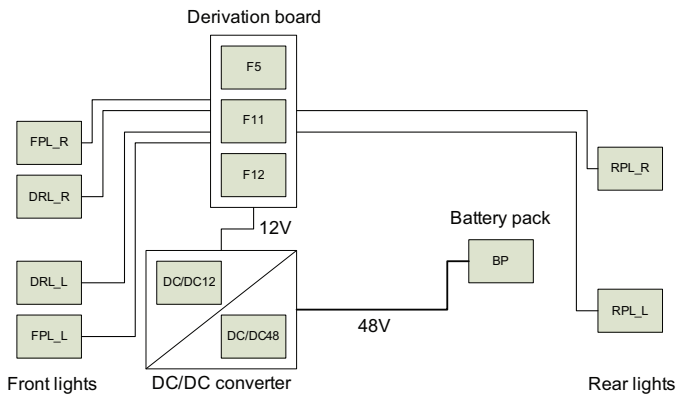 Derivation board
F5
F11
F12
FPL_R
DRL_R
DRL_L
FPL_L
Front lights
12V
DC/DC12
DC/DC48
DC/DC converter
48V
Battery pack
BP
RPL_R
RPL_L
Rear lights